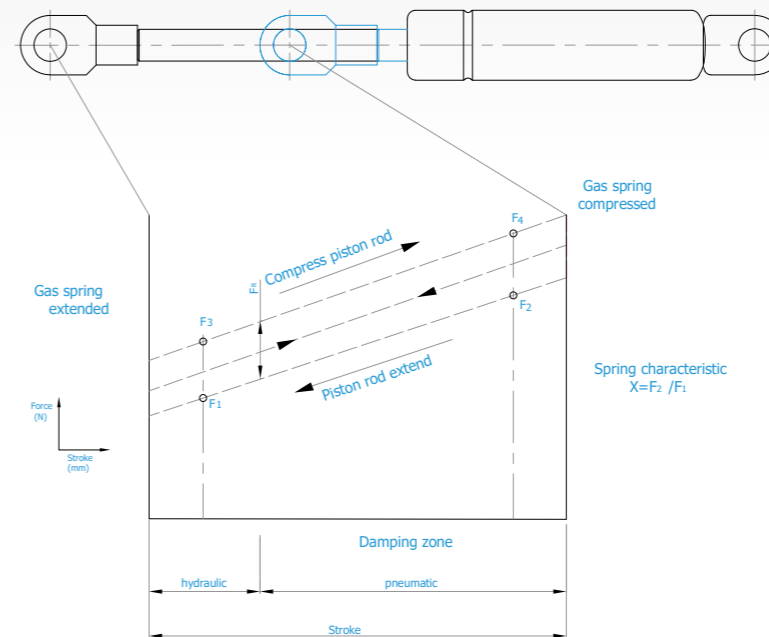 Gas spring
compressed
F4
Compress piston rod
FR
F2
Gas spring
extended
F3
F1
Piston rod extend
Spring characteristic
X=F2 /F1
Force
(N)
Stroke
(mm)
Damping zone
hydraulic
pneumatic
Stroke